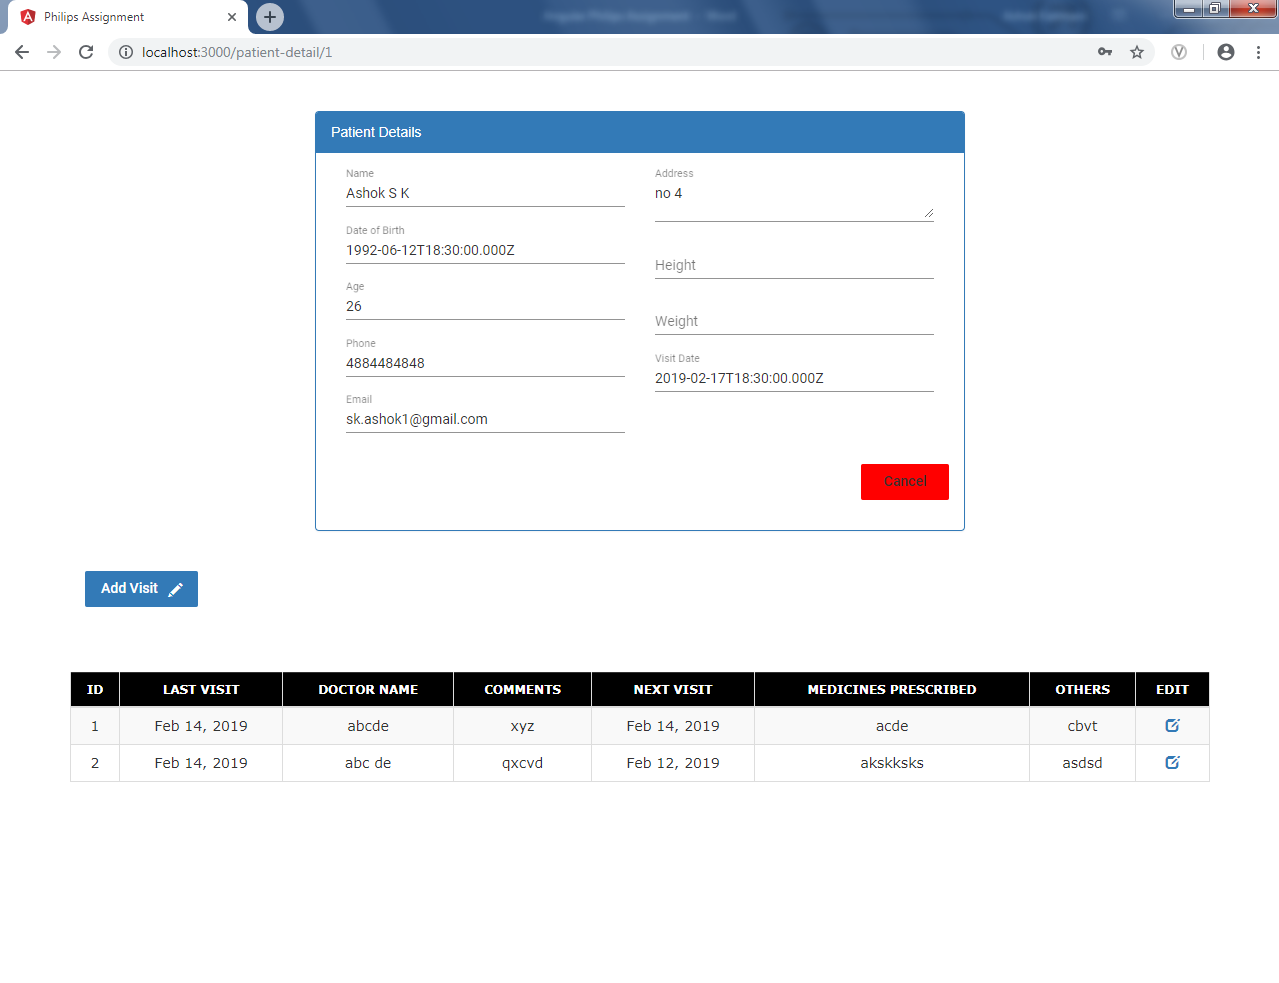 Philips Assignment
localhost:3000/patient-detail/1
Patient Details
Name
Ashok S K
Date of Birth
1992-06-12T18:30:00.000Z
Age
26
Phone
4884484848
Email
sk.ashok1@gmail.com
Address
no 4
Height
Weight
Visit Date
2019-02-17T18:30:00.000Z
Cancel
Add Visit
ID LAST VISIT DOCTOR NAME COMMENTS NEXT VISIT MEDICINES PRESCRIBED OTHERS EDIT
1 Feb 14, 2019 abcde xyz Feb 14, 2019 acde cbvt
2 Feb 14, 2019 abc de qxcvd Feb 12, 2019 akskksks asdsd